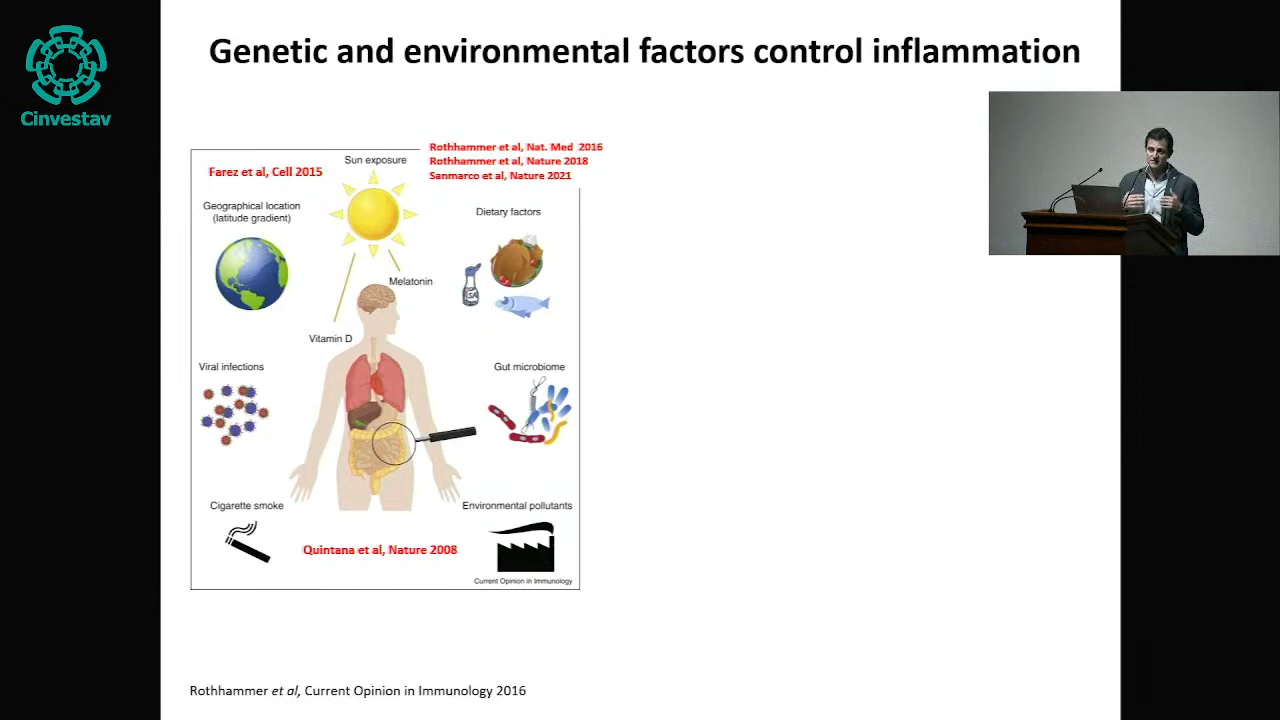 Cinvestav
Genetic and environmental factors control inflammation
Farez et al, Cell 2015
Sun exposure
Rothhammer et al, Nat. Med 2016
Rothhammer et al, Nature 2018
Sanmarco et al, Nature 2021
Geographical location
(latitude gradient)
Dietary factors
Melatonin
Vitamin D
Viral infections
Gut microbiome
Cigarette smoke
Environmental pollutants
Quintana et al, Nature 2008
Current Opinion in Immunology
Rothhammer et al, Current Opinion in Immunology 2016